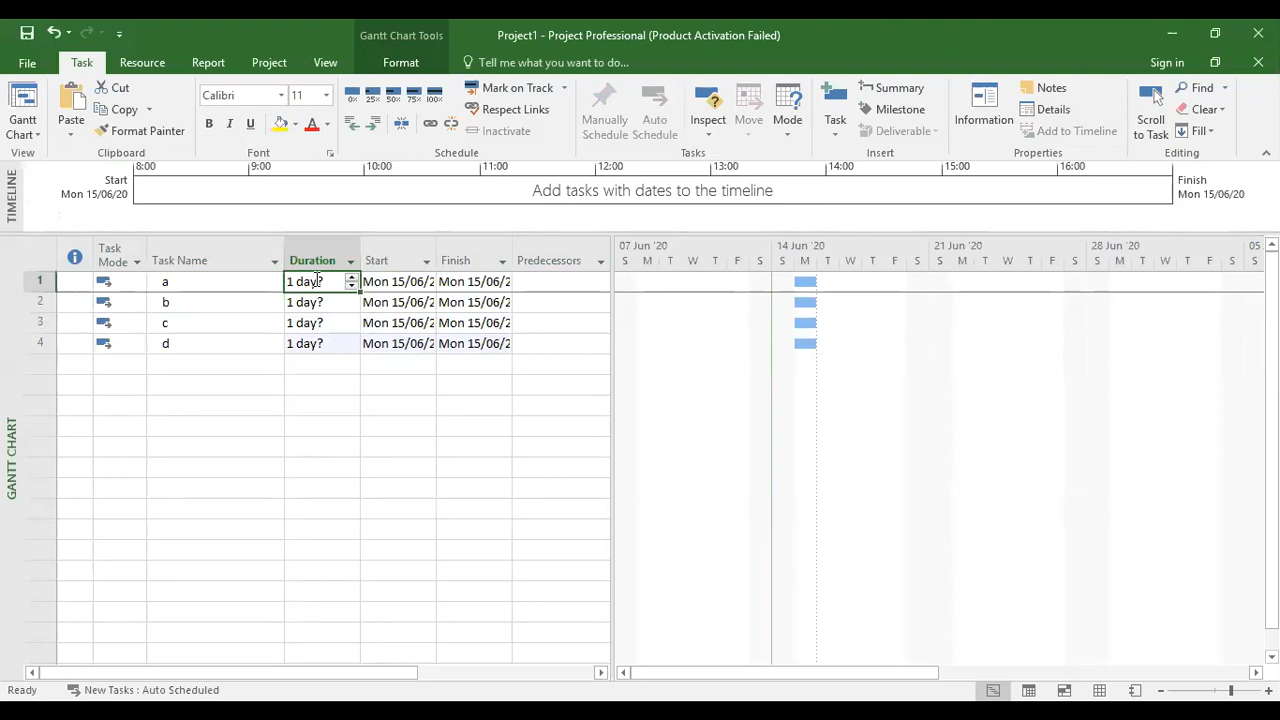 Gantt Chart Tools
Project1 - Project Professional (Product Activation Failed)
File Task Resource Report Project View Format Tell me what you want to do... Sign in
Gantt Chart
View
Paste
Cut
Copy
Format Painter
Clipboard
Calibri 11
B I U A
Font
0% 25% 50% 75% 100%
Mark on Track
Respect Links
Inactivate
Schedule
Manually Schedule
Auto Schedule
Inspect
Move
Mode
Tasks
Task
Summary
Milestone
Deliverable
Insert
Information
Notes
Details
Add to Timeline
Properties
Scroll to Task
Find
Clear
Fill
Editing
TIMELINE
8:00 9:00 10:00 11:00 12:00 13:00 14:00 15:00 16:00
Start
Mon 15/06/20
Add tasks with dates to the timeline
Finish
Mon 15/06/20
GANTT CHART
Task Mode Task Name Duration Start Finish Predecessors
1 a 1 day? Mon 15/06/2 Mon 15/06/2
2 b 1 day? Mon 15/06/2 Mon 15/06/2
3 c 1 day? Mon 15/06/2 Mon 15/06/2
4 d 1 day? Mon 15/06/2 Mon 15/06/2
07 Jun '20 14 Jun '20 21 Jun '20 28 Jun '20 05
S M T W T F S S M T W T F S S M T W T F S S M T W T F S S
Ready New Tasks : Auto Scheduled